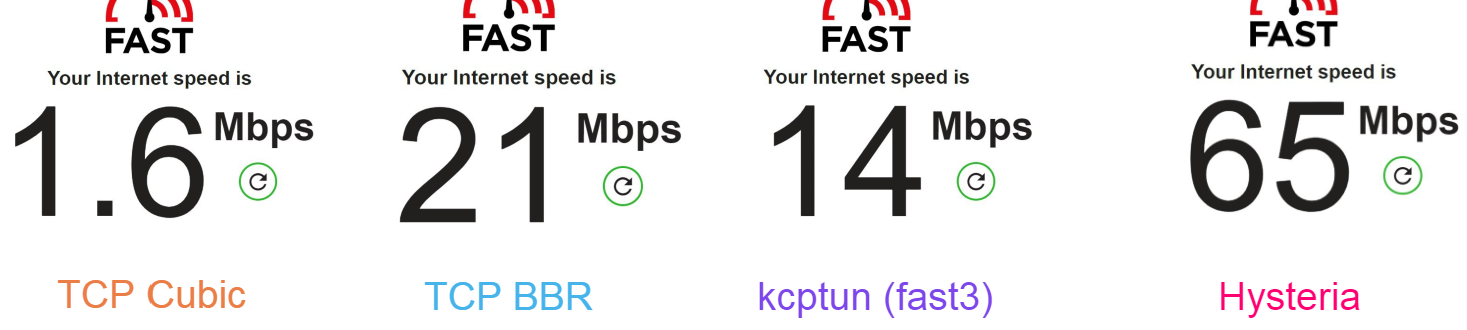 FAST
Your Internet speed is
1.6 Mbps
TCP Cubic
FAST
Your Internet speed is
21 Mbps
TCP BBR
FAST
Your Internet speed is
14 Mbps
kcptun (fast3)
FAST
Your Internet speed is
65 Mbps
Hysteria